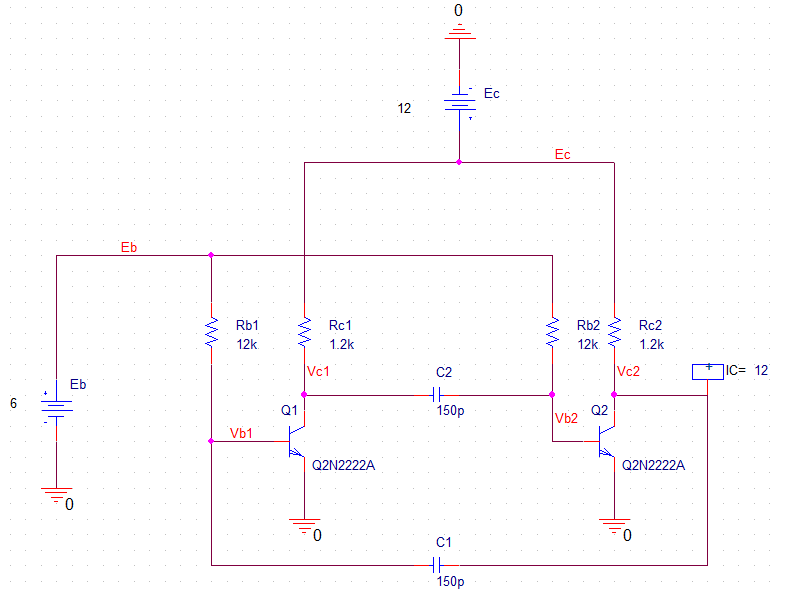 0
Ec
12
Ec
Eb
Rb1
12k
Rc1
1.2k
Rb2
12k
Rc2
1.2k
Vc1
C2
150p
Vc2
IC= 12
Eb
6
Q1
Vb1
Q2N2222A
Vb2
Q2
Q2N2222A
0
0
0
C1
150p